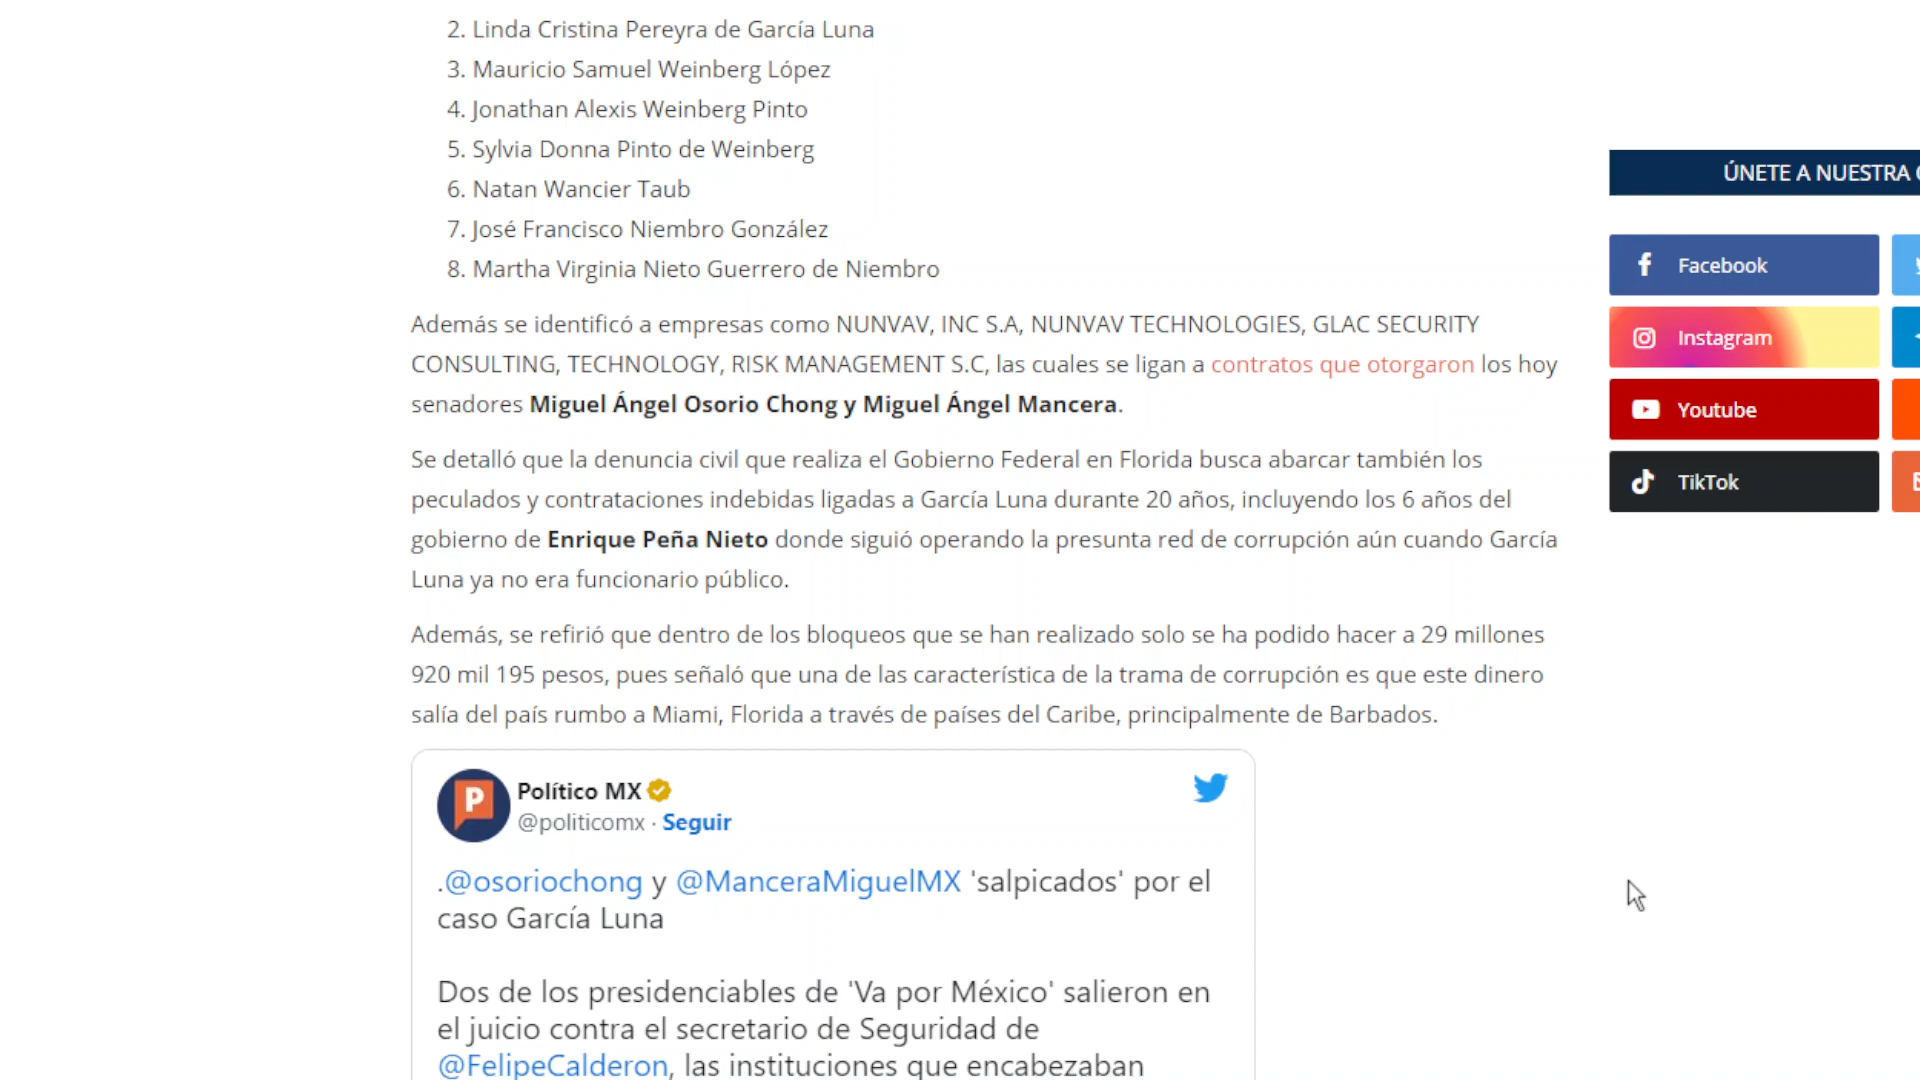 2. Linda Cristina Pereyra de García Luna
3. Mauricio Samuel Weinberg López
4. Jonathan Alexis Weinberg Pinto
5. Sylvia Donna Pinto de Weinberg
6. Natan Wancier Taub
7. José Francisco Niembro González
8. Martha Virginia Nieto Guerrero de Niembro
Además se identificó a empresas como NUNVAV, INC S.A, NUNVAV TECHNOLOGIES, GLAC SECURITY
CONSULTING, TECHNOLOGY, RISK MANAGEMENT S.C, las cuales se ligan a contratos que otorgaron los hoy
senadores Miguel Ángel Osorio Chong y Miguel Ángel Mancera.
Se detalló que la denuncia civil que realiza el Gobierno Federal en Florida busca abarcar también los
peculados y contrataciones indebidas ligadas a García Luna durante 20 años, incluyendo los 6 años del
gobierno de Enrique Peña Nieto donde siguió operando la presunta red de corrupción aún cuando García
Luna ya no era funcionario público.
Además, se refirió que dentro de los bloqueos que se han realizado solo se ha podido hacer a 29 millones
920 mil 195 pesos, pues señaló que una de las característica de la trama de corrupción es que este dinero
salía del país rumbo a Miami, Florida a través de países del Caribe, principalmente de Barbados.
P
Político MX
@politicomx · Seguir
.@osoriochong y @ManceraMiguelMX 'salpicados' por el
caso García Luna
Dos de los presidenciables de 'Va por México' salieron en
el juicio contra el secretario de Seguridad de
@FelipeCalderon, las instituciones que encabezaban
ÚNETE A NUESTRA
Facebook
Instagram
Youtube
TikTok